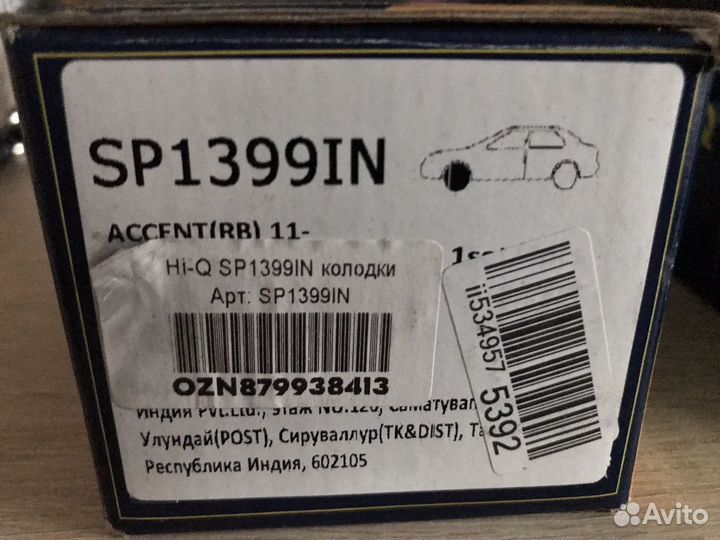 SP1399IN
ACCENT(RB) 11-
Hi-Q SP1399IN колодки
Арт: SP1399IN
OZN879938413
ii534957 5392
Индия Pvt.Ltd., Этаж NO.120,
Улундай(POST), Сируваллур(TK&DIST),
Республика Индия, 602105
Avito